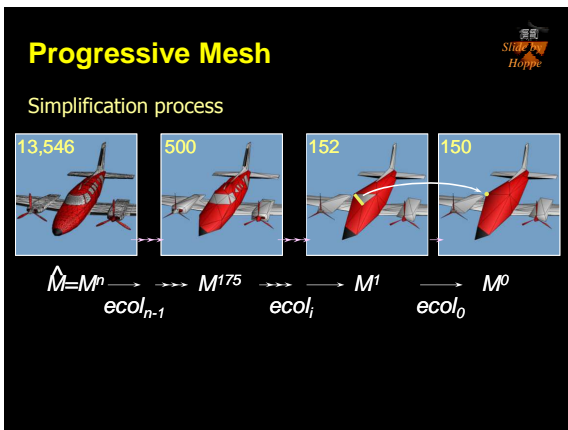 Progressive Mesh
Slide by
Hoppe
Simplification process
13,546 500 152 150
M̂=Mⁿ → →→→ M¹⁷⁵ →→→ → M¹ → M⁰
ecolₙ₋₁ ecolᵢ ecol₀